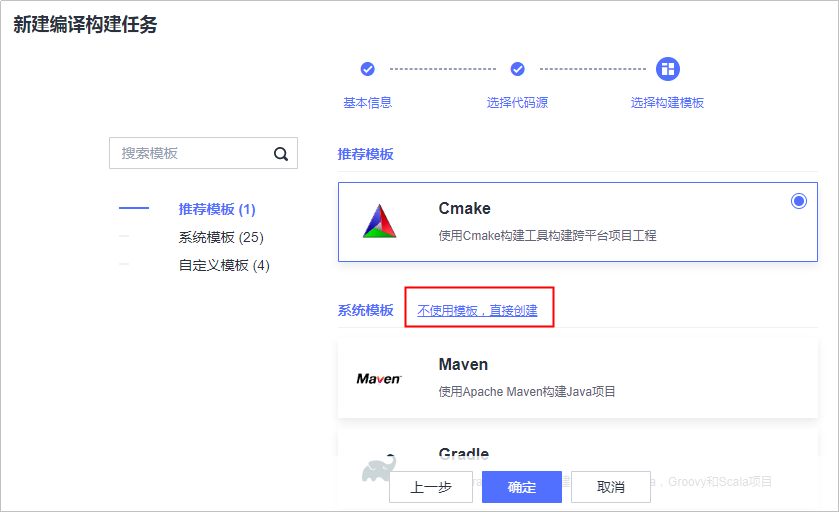 新建编译构建任务
基本信息
选择代码源
选择构建模板
搜索模板
推荐模板 (1)
系统模板 (25)
自定义模板 (4)
推荐模板
Cmake
使用Cmake构建工具构建跨平台项目工程
系统模板 不使用模板，直接创建
Maven
Maven
使用Apache Maven构建Java项目
Gradle
，Groovy和Scala项目
上一步 确定 取消